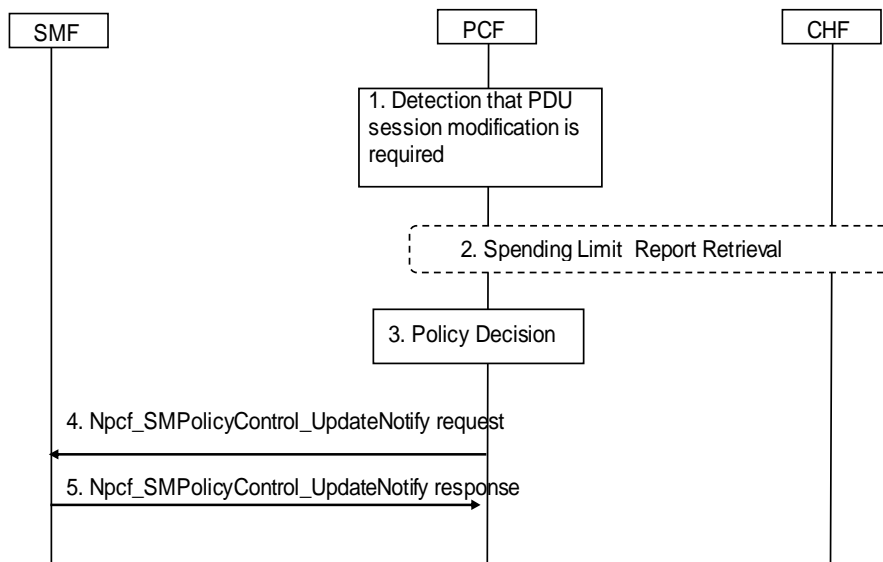 SMF
PCF
CHF
1. Detection that PDU
session modification is
required
2. Spending Limit  Report Retrieval
3. Policy Decision
4. Npcf_SMPolicyControl_UpdateNotify request
5. Npcf_SMPolicyControl_UpdateNotify response